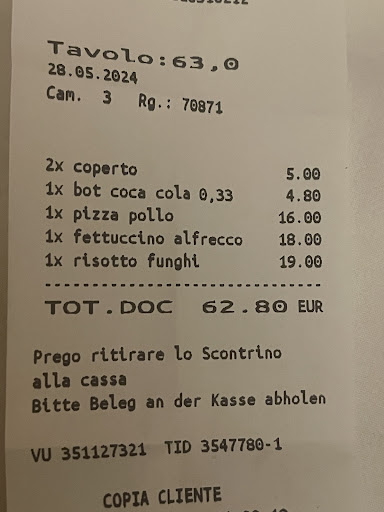 Tavolo:63,0
28.05.2024
Cam. 3 Rg.: 70871
2x coperto 5.00
1x bot coca cola 0,33 4.80
1x pizza pollo 16.00
1x fettuccino alfrecco 18.00
1x risotto funghi 19.00
--------------------------------
TOT.DOC 62.80 EUR
Prego ritirare lo Scontrino
alla cassa
Bitte Beleg an der Kasse abholen
VU 351127321 TID 3547780-1
COPIA CLIENTE